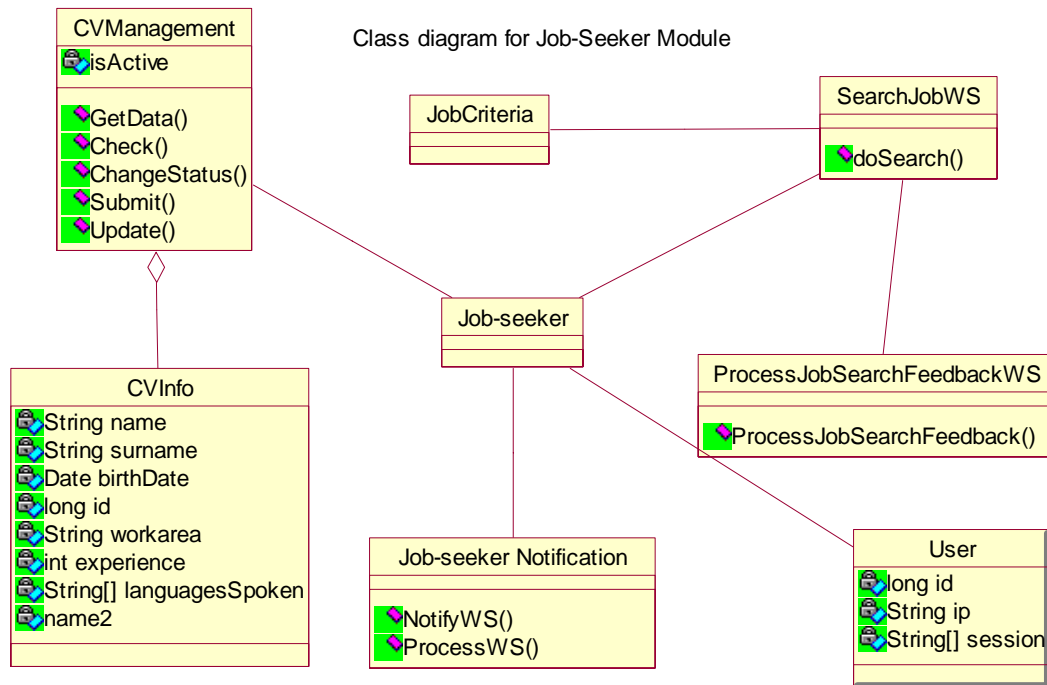 Class diagram for Job-Seeker Module
CVManagement
isActive
GetData()
Check()
ChangeStatus()
Submit()
Update()
JobCriteria
SearchJobWS
doSearch()
Job-seeker
CVInfo
String name
String surname
Date birthDate
long id
String workarea
int experience
String[] languagesSpoken
name2
ProcessJobSearchFeedbackWS
ProcessJobSearchFeedback()
Job-seeker Notification
NotifyWS()
ProcessWS()
User
long id
String ip
String[] session